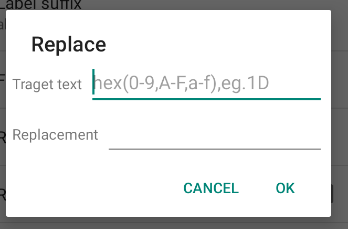 Label suffix
Replace
Traget text hex(0-9,A-F,a-f),eg.1D
Replacement
CANCEL OK